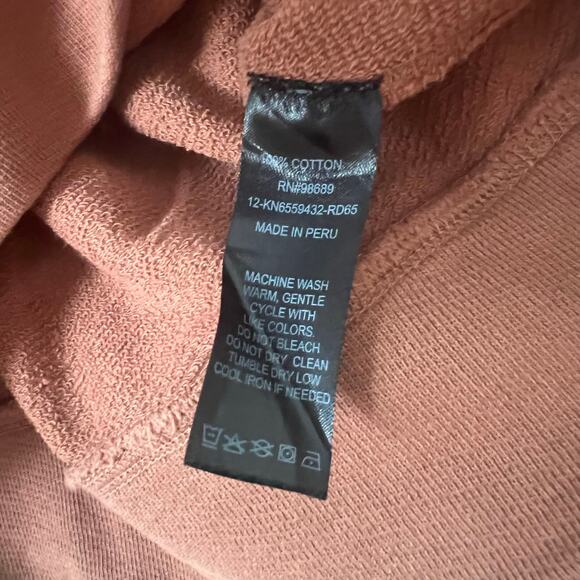 100% COTTON
RN#98689
12-KN6559432-RD65
MADE IN PERU
MACHINE WASH
WARM, GENTLE
CYCLE WITH
LIKE COLORS.
DO NOT BLEACH
DO NOT DRY CLEAN
TUMBLE DRY LOW
COOL IRON IF NEEDED